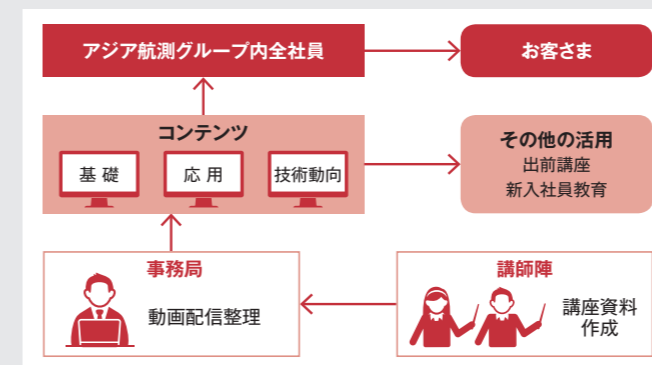 アジア航測グループ内全社員
お客さま
コンテンツ
基礎
応用
技術動向
その他の活用
出前講座
新入社員教育
事務局
動画配信整理
講師陣
講座資料
作成